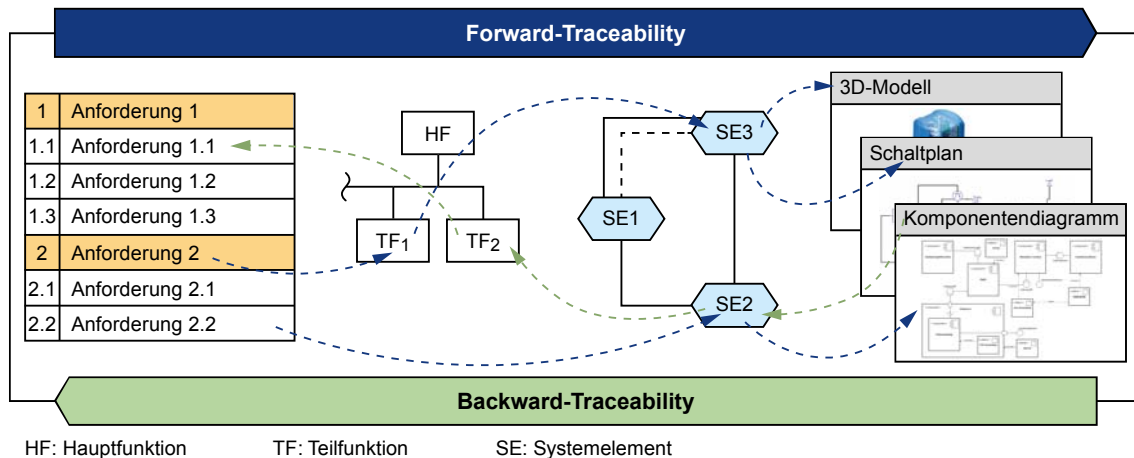 Forward-Traceability
1 Anforderung 1
1.1 Anforderung 1.1
1.2 Anforderung 1.2
1.3 Anforderung 1.3
2 Anforderung 2
2.1 Anforderung 2.1
2.2 Anforderung 2.2
HF
TF1
TF2
SE3
SE1
SE2
3D-Modell
Schaltplan
Komponentendiagramm
Backward-Traceability
HF: Hauptfunktion TF: Teilfunktion SE: Systemelement